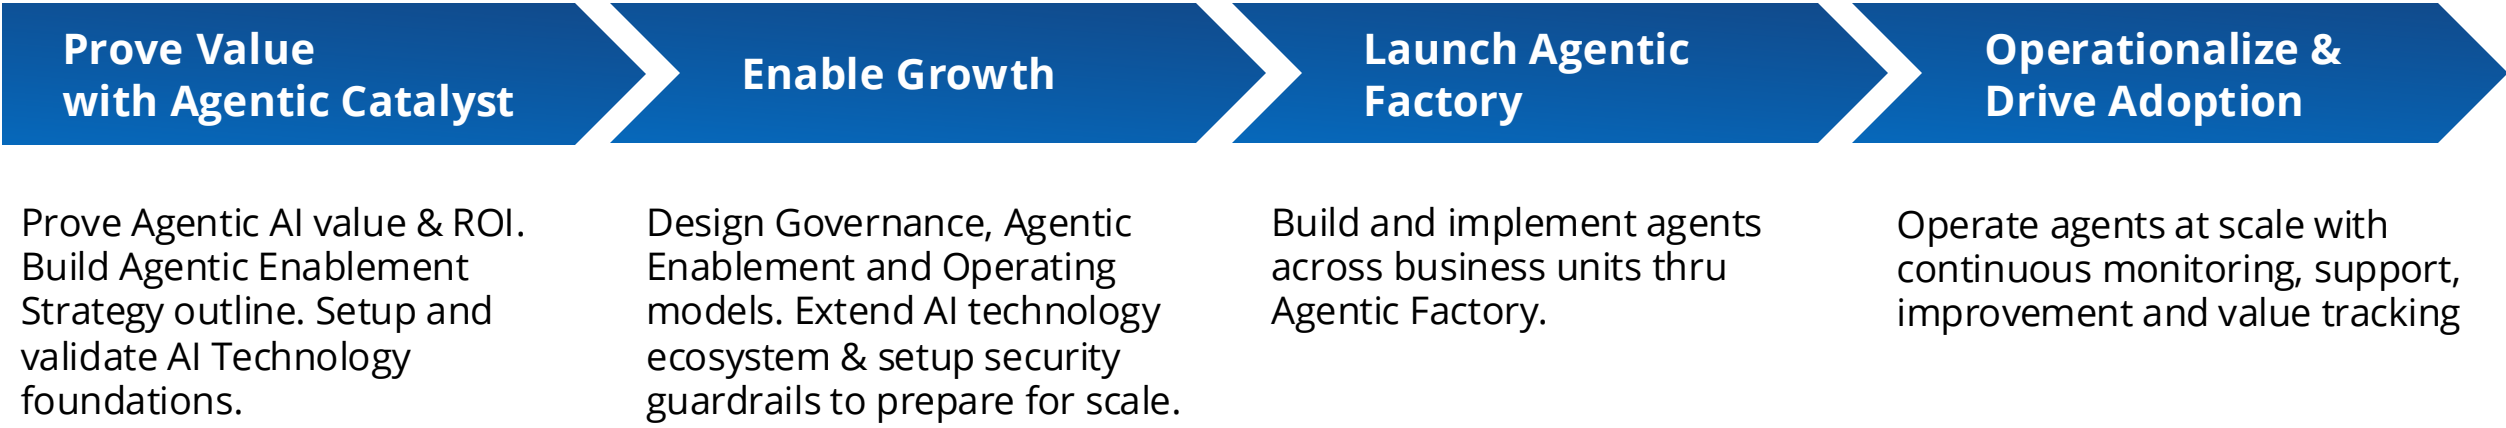 Prove Value
with Agentic Catalyst
Enable Growth
Launch Agentic
Factory
Operationalize &
Drive Adoption
Prove Agentic AI value & ROI.
Build Agentic Enablement
Strategy outline. Setup and
validate AI Technology
foundations.
Design Governance, Agentic
Enablement and Operating
models. Extend AI technology
ecosystem & setup security
guardrails to prepare for scale.
Build and implement agents
across business units thru
Agentic Factory.
Operate agents at scale with
continuous monitoring, support,
improvement and value tracking